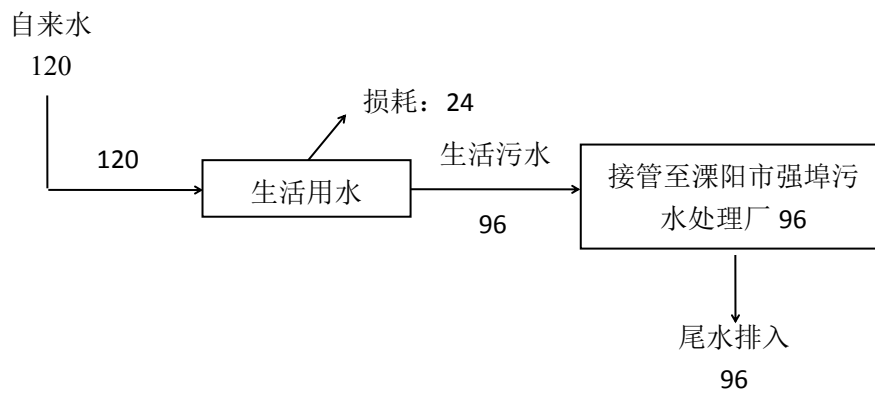 自来水
120
120
损耗：24
生活用水
生活污水
96
接管至溧阳市强埠污
水处理厂 96
尾水排入
96